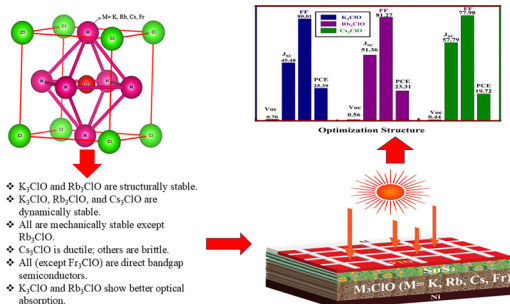 M= K, Rb, Cs, Fr
Cl Cl
Cl Cl
M
M M
M M
M
Cl Cl
Cl Cl
❖ K₃ClO and Rb₃ClO are structurally stable.
❖ K₃ClO, Rb₃ClO, and Cs₃ClO are
dynamically stable.
❖ All are mechanically stable except
Rb₃ClO.
❖ Cs₃ClO is ductile; others are brittle.
❖ All (except Fr₃ClO) are direct bandgap
semiconductors.
❖ K₃ClO and Rb₃ClO show better optical
absorption.
K₃ClO
Rb₃ClO
Cs₃ClO
Voc
0.70
JSC
45.48
FF
80.01
PCE
25.39
Voc
0.56
JSC
51.36
FF
81.27
PCE
23.31
Voc
0.44
JSC
57.79
FF
77.98
PCE
19.72
Optimization Structure
SnS₂
M₃ClO (M= K, Rb, Cs, Fr)
Ni